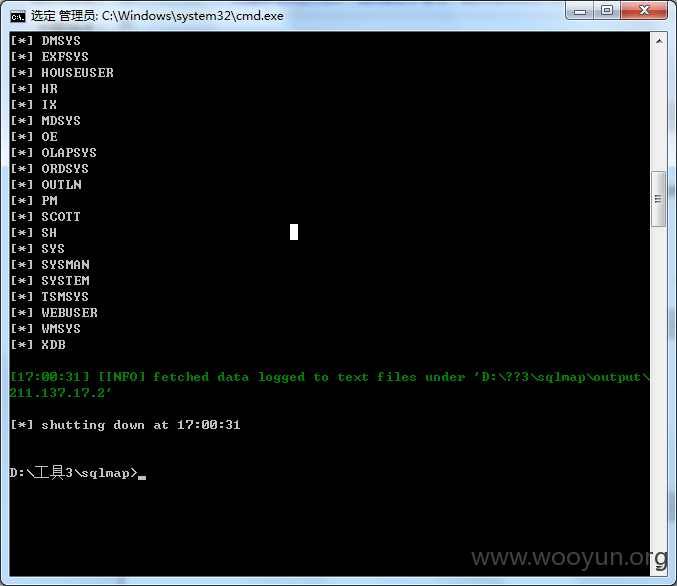 选定 管理员: C:\Windows\system32\cmd.exe
[*] DMSYS
[*] EXFSYS
[*] HOUSEUSER
[*] HR
[*] IX
[*] MDSYS
[*] OE
[*] OLAPSYS
[*] ORDSYS
[*] OUTLN
[*] PM
[*] SCOTT
[*] SH
[*] SYS
[*] SYSMAN
[*] SYSTEM
[*] TSMSYS
[*] WEBUSER
[*] WMSYS
[*] XDB
[17:00:31] [INFO] fetched data logged to text files under 'D:\??3\sqlmap\output\
211.137.17.2'
[*] shutting down at 17:00:31
D:\工具3\sqlmap>
www.wooyun.org